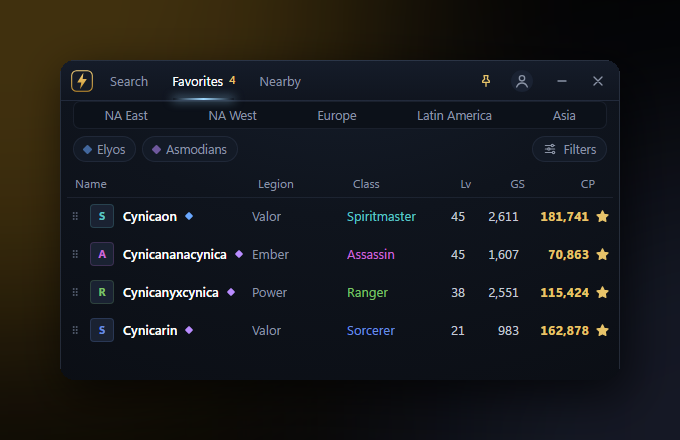 Search Favorites 4 Nearby
NA East NA West Europe Latin America Asia
Elyos Asmodians Filters
Name Legion Class Lv GS CP
S Cynicaon Valor Spiritmaster 45 2,611 181,741
A Cynicananacynica Ember Assassin 45 1,607 70,863
R Cynicanyxcynica Power Ranger 38 2,551 115,424
S Cynicarin Valor Sorcerer 21 983 162,878